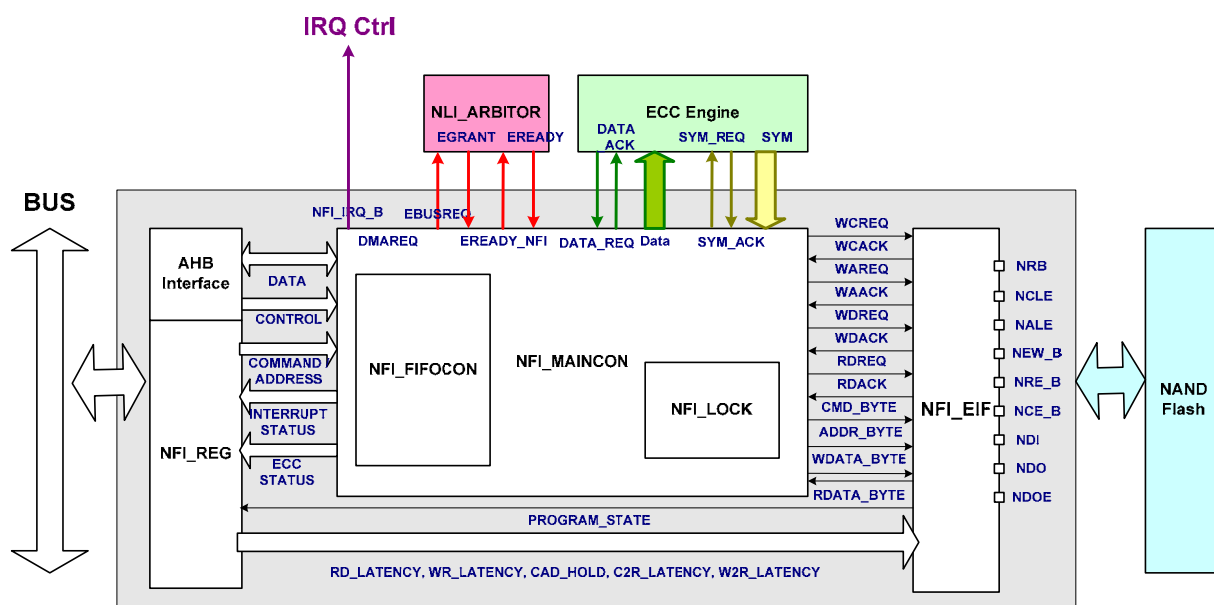 IRQ Ctrl
NLI_ARBITOR
EGRANT
EREADY
ECC Engine
DATA
ACK
SYM_REQ
SYM
BUS
NFI_IRQ_B
EBUSREQ
DMAREQ
EREADY_NFI
DATA_REQ
Data
SYM_ACK
AHB
Interface
DATA
CONTROL
COMMAND /
ADDRESS
INTERRUPT
STATUS
ECC
STATUS
NFI_REG
NFI_FIFOCON
NFI_MAINCON
NFI_LOCK
WCREQ
WCACK
WAREQ
WAACK
WDREQ
WDACK
RDREQ
RDACK
CMD_BYTE
ADDR_BYTE
WDATA_BYTE
RDATA_BYTE
NFI_EIF
NRB
NCLE
NALE
NEW_B
NRE_B
NCE_B
NDI
NDO
NDOE
NAND
Flash
PROGRAM_STATE
RD_LATENCY, WR_LATENCY, CAD_HOLD, C2R_LATENCY, W2R_LATENCY